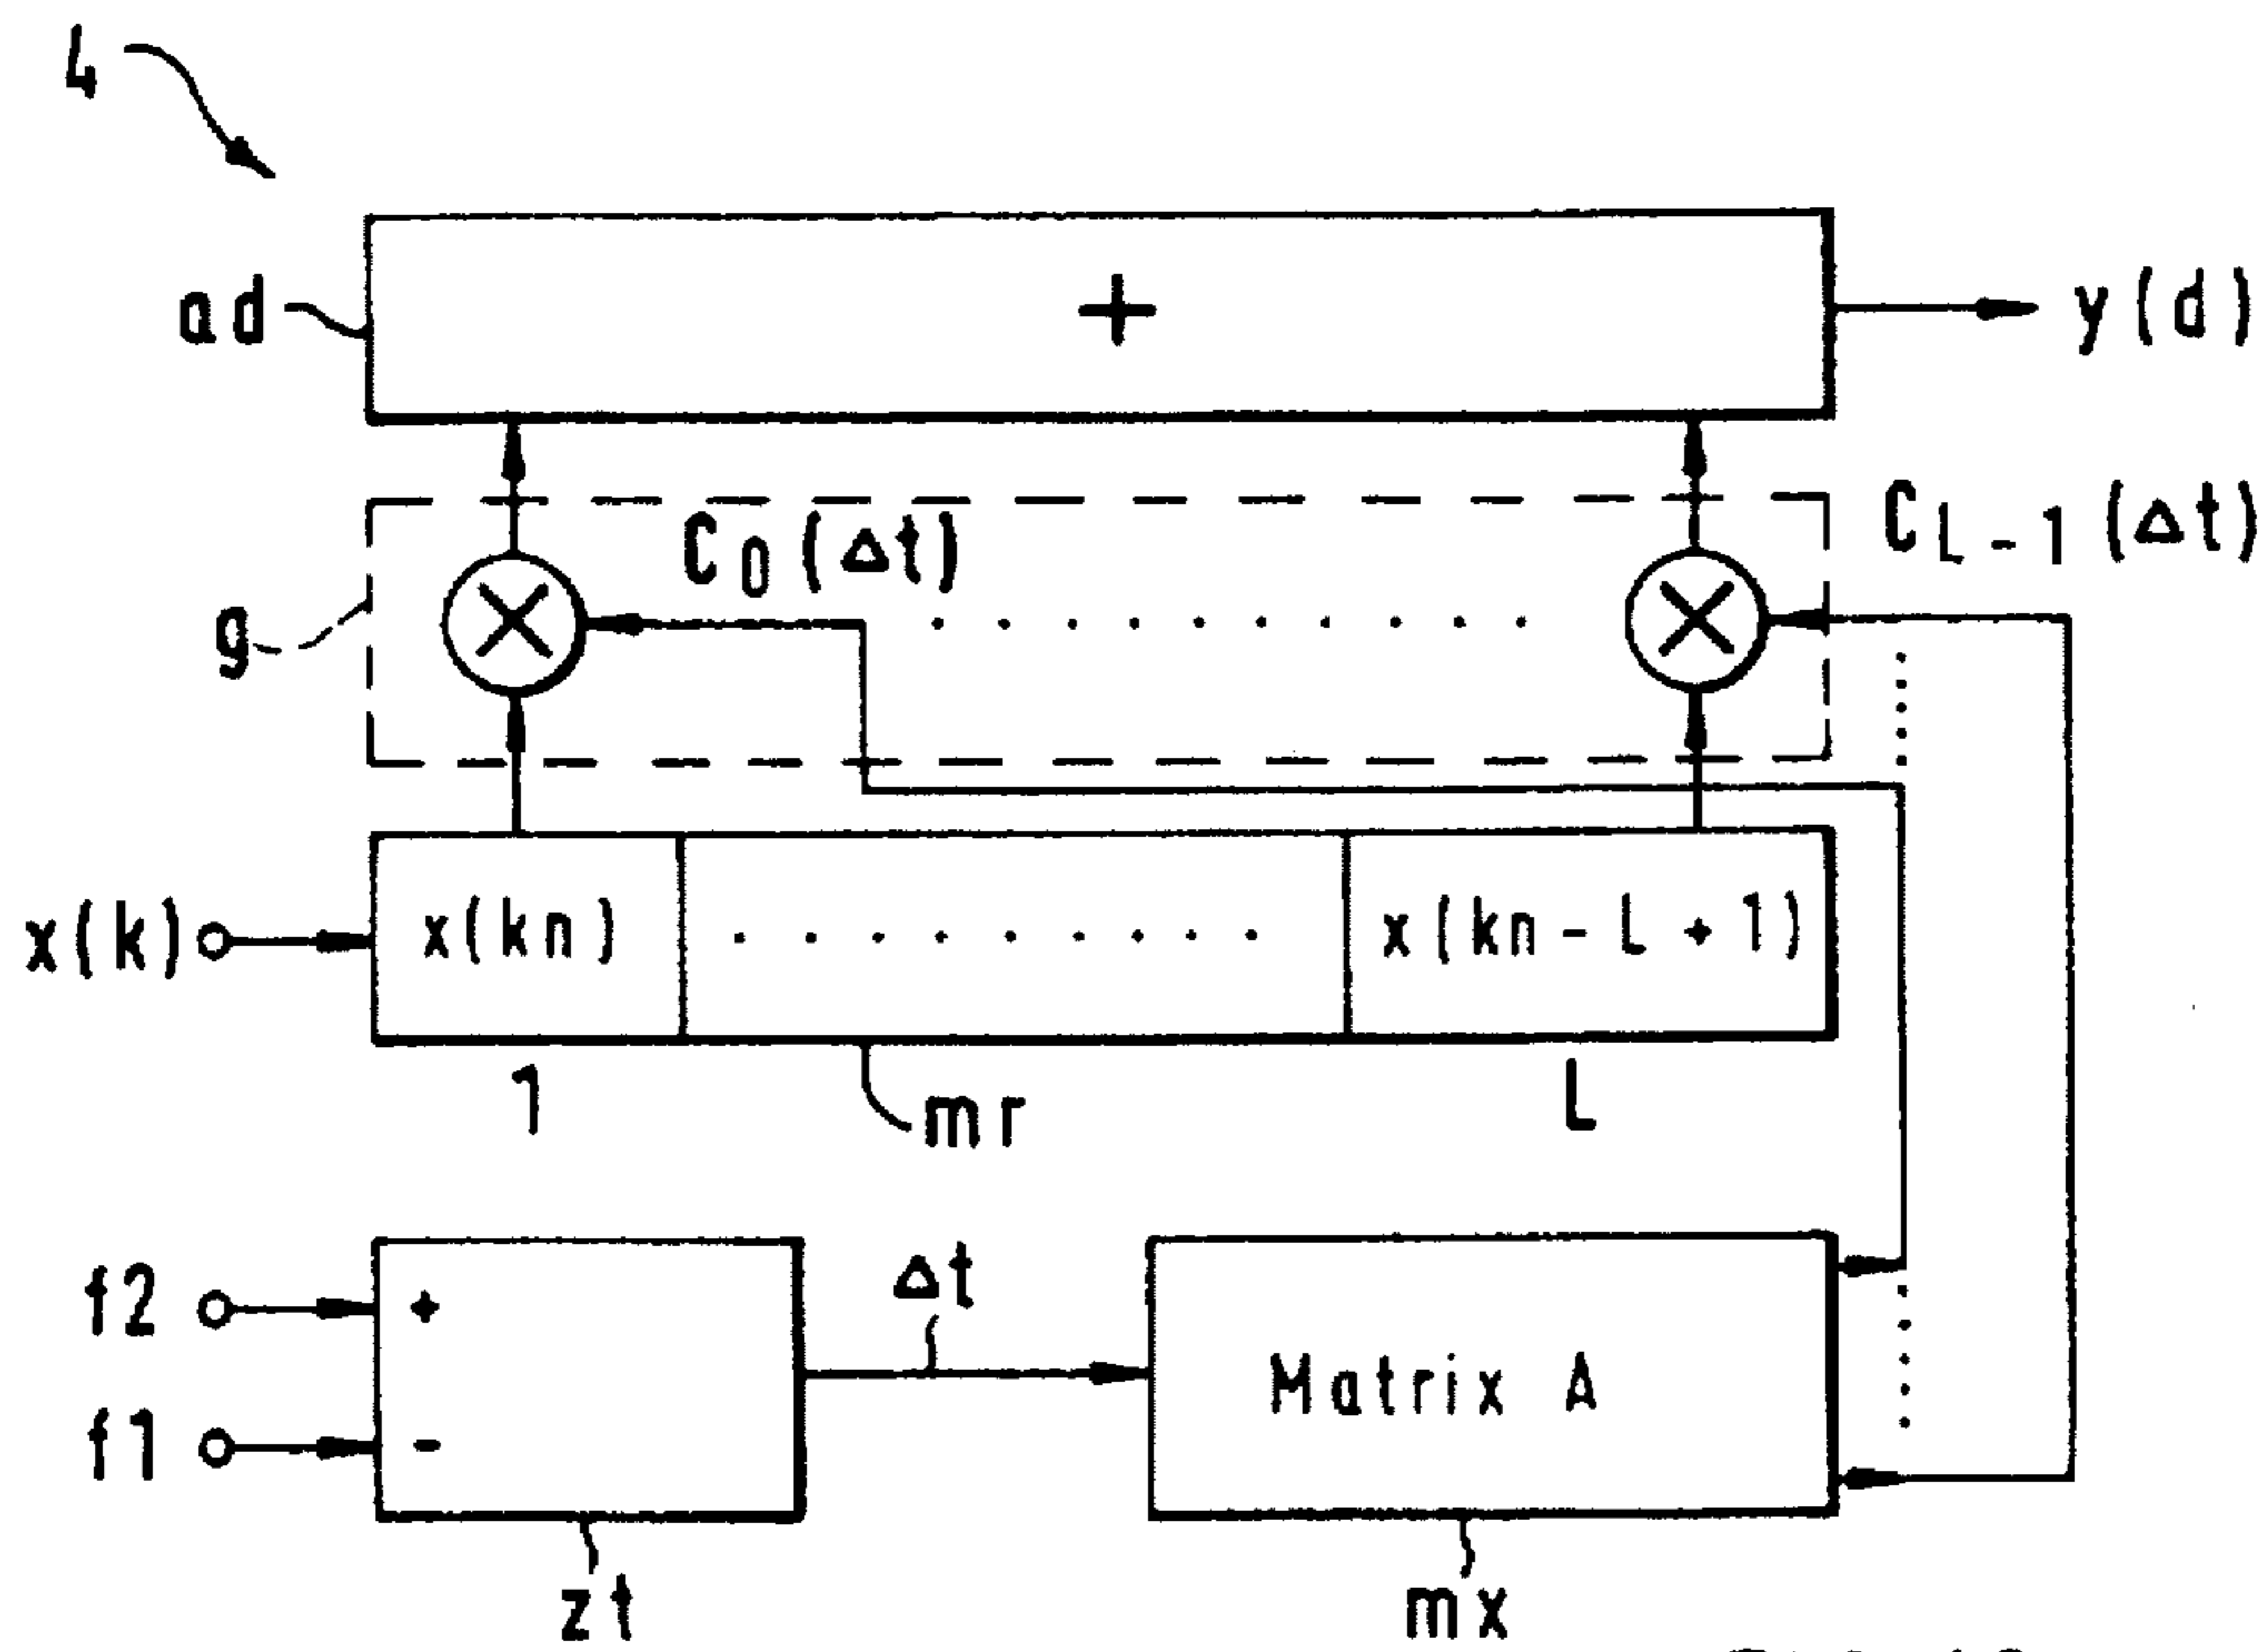 4
ad
+
y(d)
C0(Δt)
CL-1(Δt)
g
x(k)
x(kn)
x(kn-L+1)
1
mr
L
f2
+
Δt
Matrix A
f1
-
zt
mx